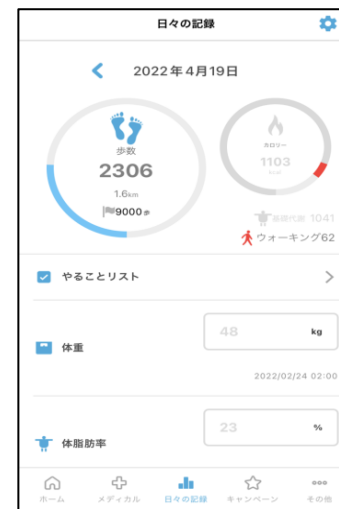 日々の記録
2022年4月19日
歩数
2306
1.6km
9000歩
カロリー
1103
kcal
基礎代謝 1041
ウォーキング62
やることリスト
体重
48 kg
2022/02/24 02:00
体脂肪率
23 %
ホーム メディカル 日々の記録 キャンペーン その他